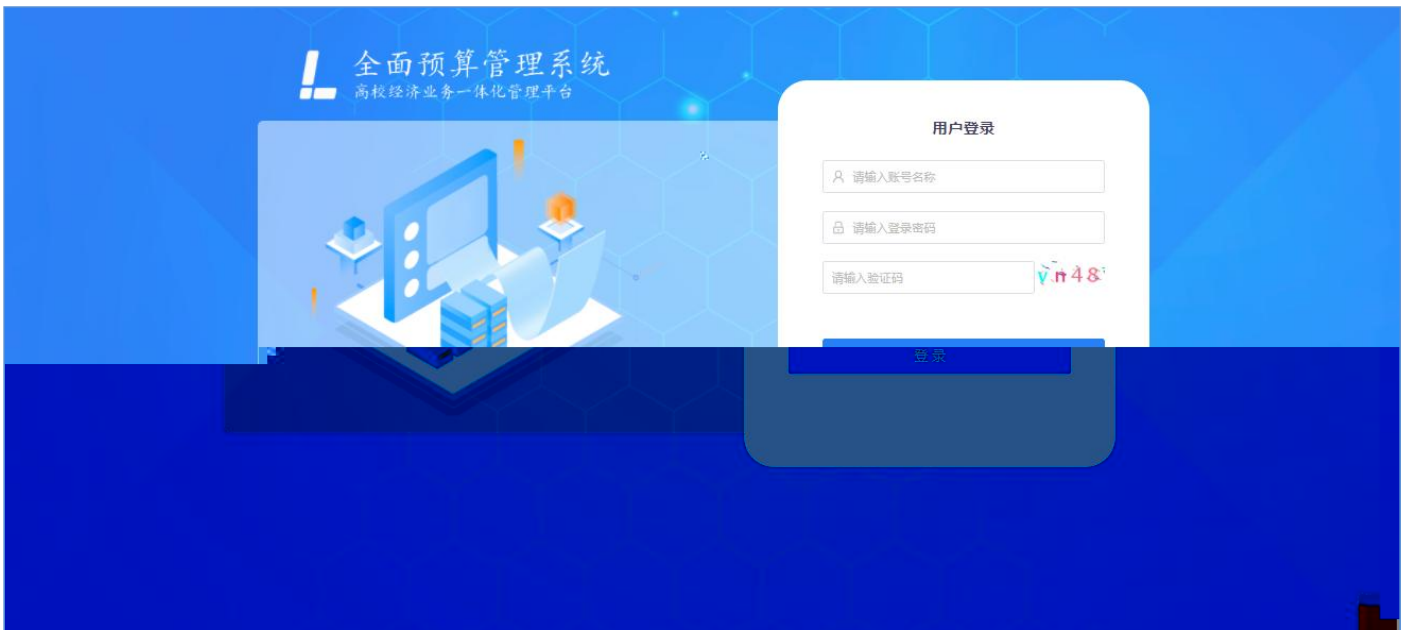 全面预算管理系统
高校经济业务一体化管理平台
用户登录
请输入账号名称
请输入登录密码
请输入验证码
yn48
登录